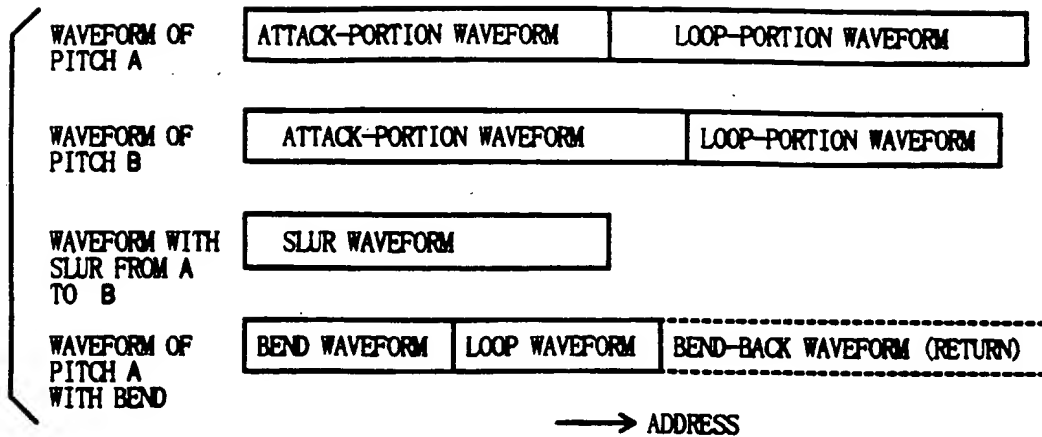 WAVEFORM OF
PITCH A
ATTACK-PORTION WAVEFORM
LOOP-PORTION WAVEFORM
WAVEFORM OF
PITCH B
ATTACK-PORTION WAVEFORM
LOOP-PORTION WAVEFORM
WAVEFORM WITH
SLUR FROM A
TO B
SLUR WAVEFORM
WAVEFORM OF
PITCH A
WITH BEND
BEND WAVEFORM
LOOP WAVEFORM
BEND-BACK WAVEFORM (RETURN)
ADDRESS